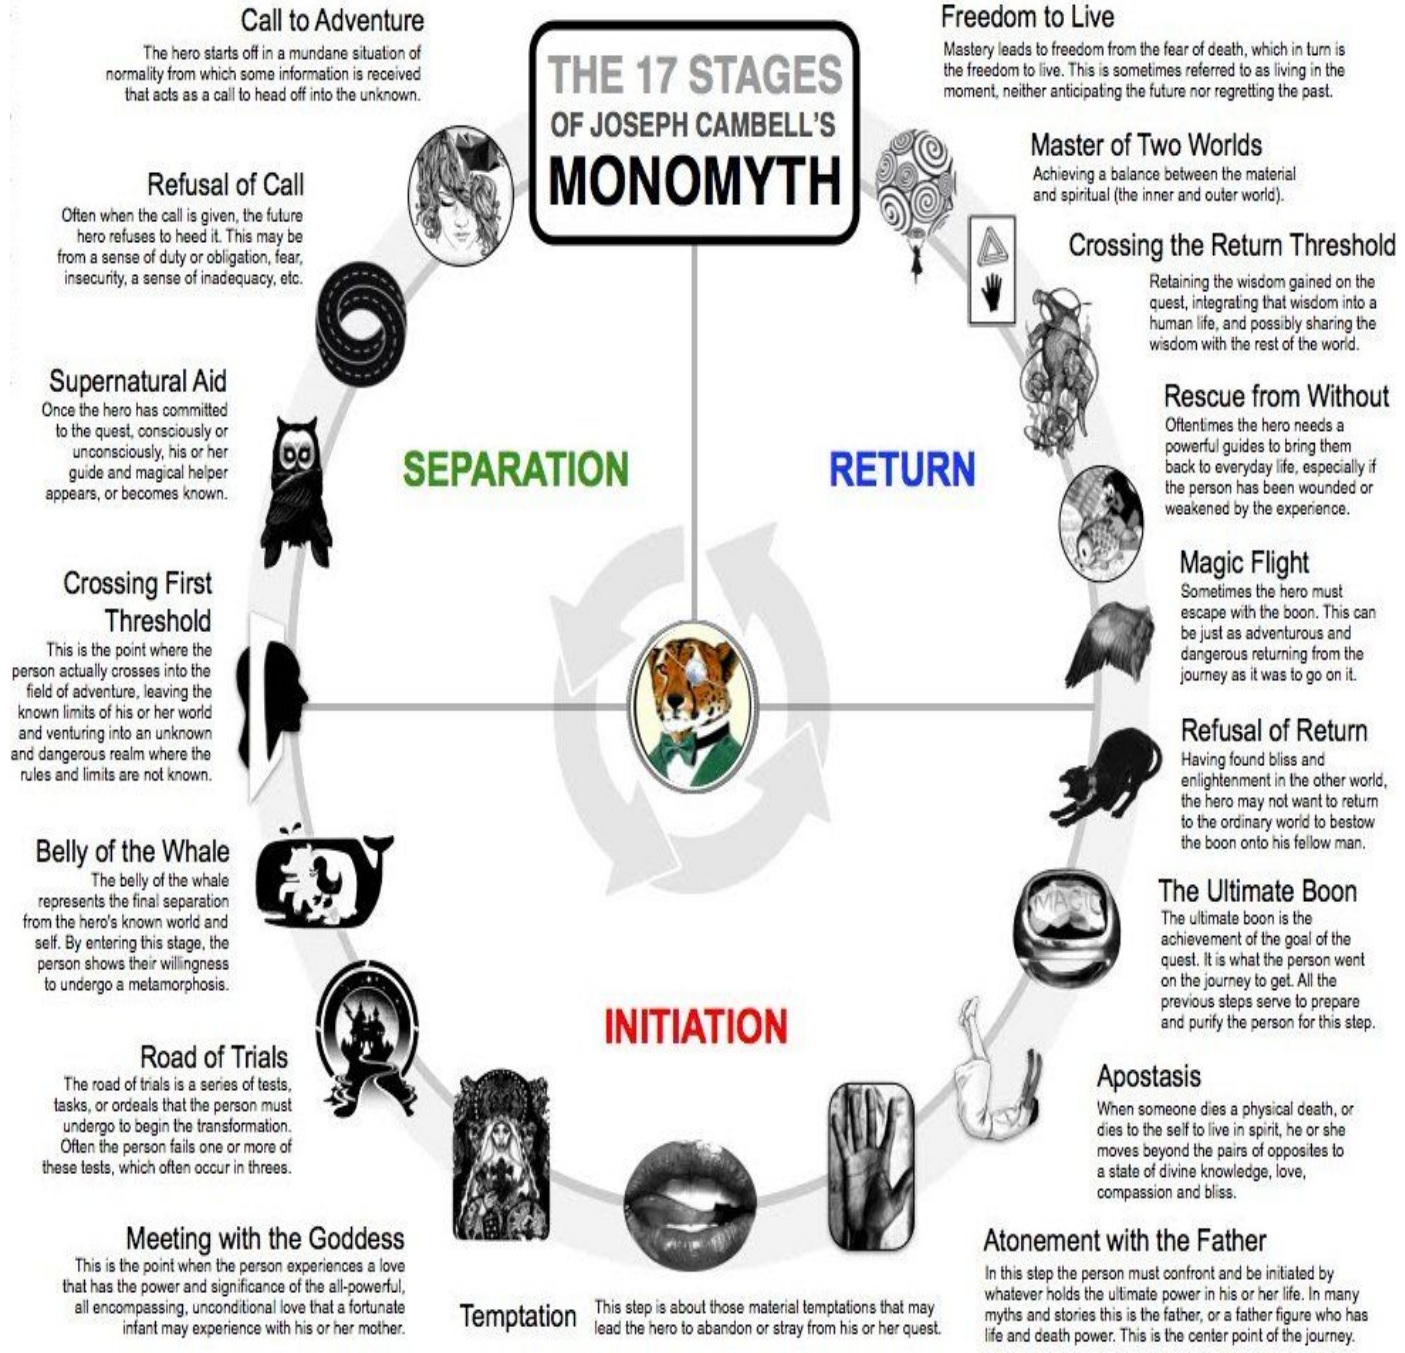 THE 17 STAGES
OF JOSEPH CAMBELL'S
MONOMYTH
Call to Adventure
The hero starts off in a mundane situation of
normality from which some information is received
that acts as a call to head off into the unknown.
Refusal of Call
Often when the call is given, the future
hero refuses to heed it. This may be
from a sense of duty or obligation, fear,
insecurity, a sense of inadequacy, etc.
Supernatural Aid
Once the hero has committed
to the quest, consciously or
unconsciously, his or her
guide and magical helper
appears, or becomes known.
Crossing First
Threshold
This is the point where the
person actually crosses into the
field of adventure, leaving the
known limits of his or her world
and venturing into an unknown
and dangerous realm where the
rules and limits are not known.
Belly of the Whale
The belly of the whale
represents the final separation
from the hero's known world and
self. By entering this stage, the
person shows their willingness
to undergo a metamorphosis.
Road of Trials
The road of trials is a series of tests,
tasks, or ordeals that the person must
undergo to begin the transformation.
Often the person fails one or more of
these tests, which often occur in threes.
Meeting with the Goddess
This is the point when the person experiences a love
that has the power and significance of the all-powerful,
all encompassing, unconditional love that a fortunate
infant may experience with his or her mother.
Temptation
This step is about those material temptations that may
lead the hero to abandon or stray from his or her quest.
Atonement with the Father
In this step the person must confront and be initiated by
whatever holds the ultimate power in his or her life. In many
myths and stories this is the father, or a father figure who has
life and death power. This is the center point of the journey.
Apostasis
When someone dies a physical death, or
dies to the self to live in spirit, he or she
moves beyond the pairs of opposites to
a state of divine knowledge, love,
compassion and bliss.
The Ultimate Boon
The ultimate boon is the
achievement of the goal of the
quest. It is what the person went
on the journey to get. All the
previous steps serve to prepare
and purify the person for this step.
MAGIC
Refusal of Return
Having found bliss and
enlightenment in the other world,
the hero may not want to return
to the ordinary world to bestow
the boon onto his fellow man.
Magic Flight
Sometimes the hero must
escape with the boon. This can
be just as adventurous and
dangerous returning from the
journey as it was to go on it.
Rescue from Without
Oftentimes the hero needs a
powerful guides to bring them
back to everyday life, especially if
the person has been wounded or
weakened by the experience.
Crossing the Return Threshold
Retaining the wisdom gained on the
quest, integrating that wisdom into a
human life, and possibly sharing the
wisdom with the rest of the world.
Master of Two Worlds
Achieving a balance between the material
and spiritual (the inner and outer world).
Freedom to Live
Mastery leads to freedom from the fear of death, which in turn is
the freedom to live. This is sometimes referred to as living in the
moment, neither anticipating the future nor regretting the past.
SEPARATION
RETURN
INITIATION